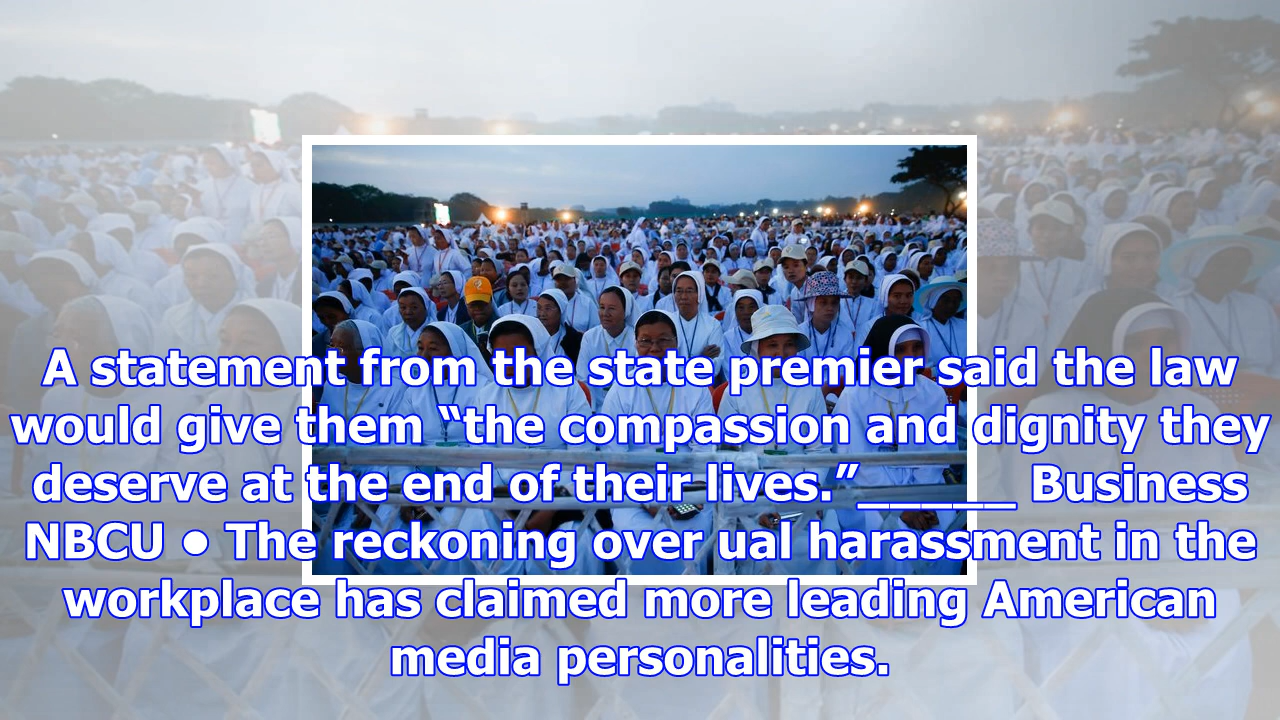 A statement from the state premier said the law
would give them “the compassion and dignity they
deserve at the end of their lives.”______ Business
NBCU • The reckoning over ual harassment in the
workplace has claimed more leading American
media personalities.